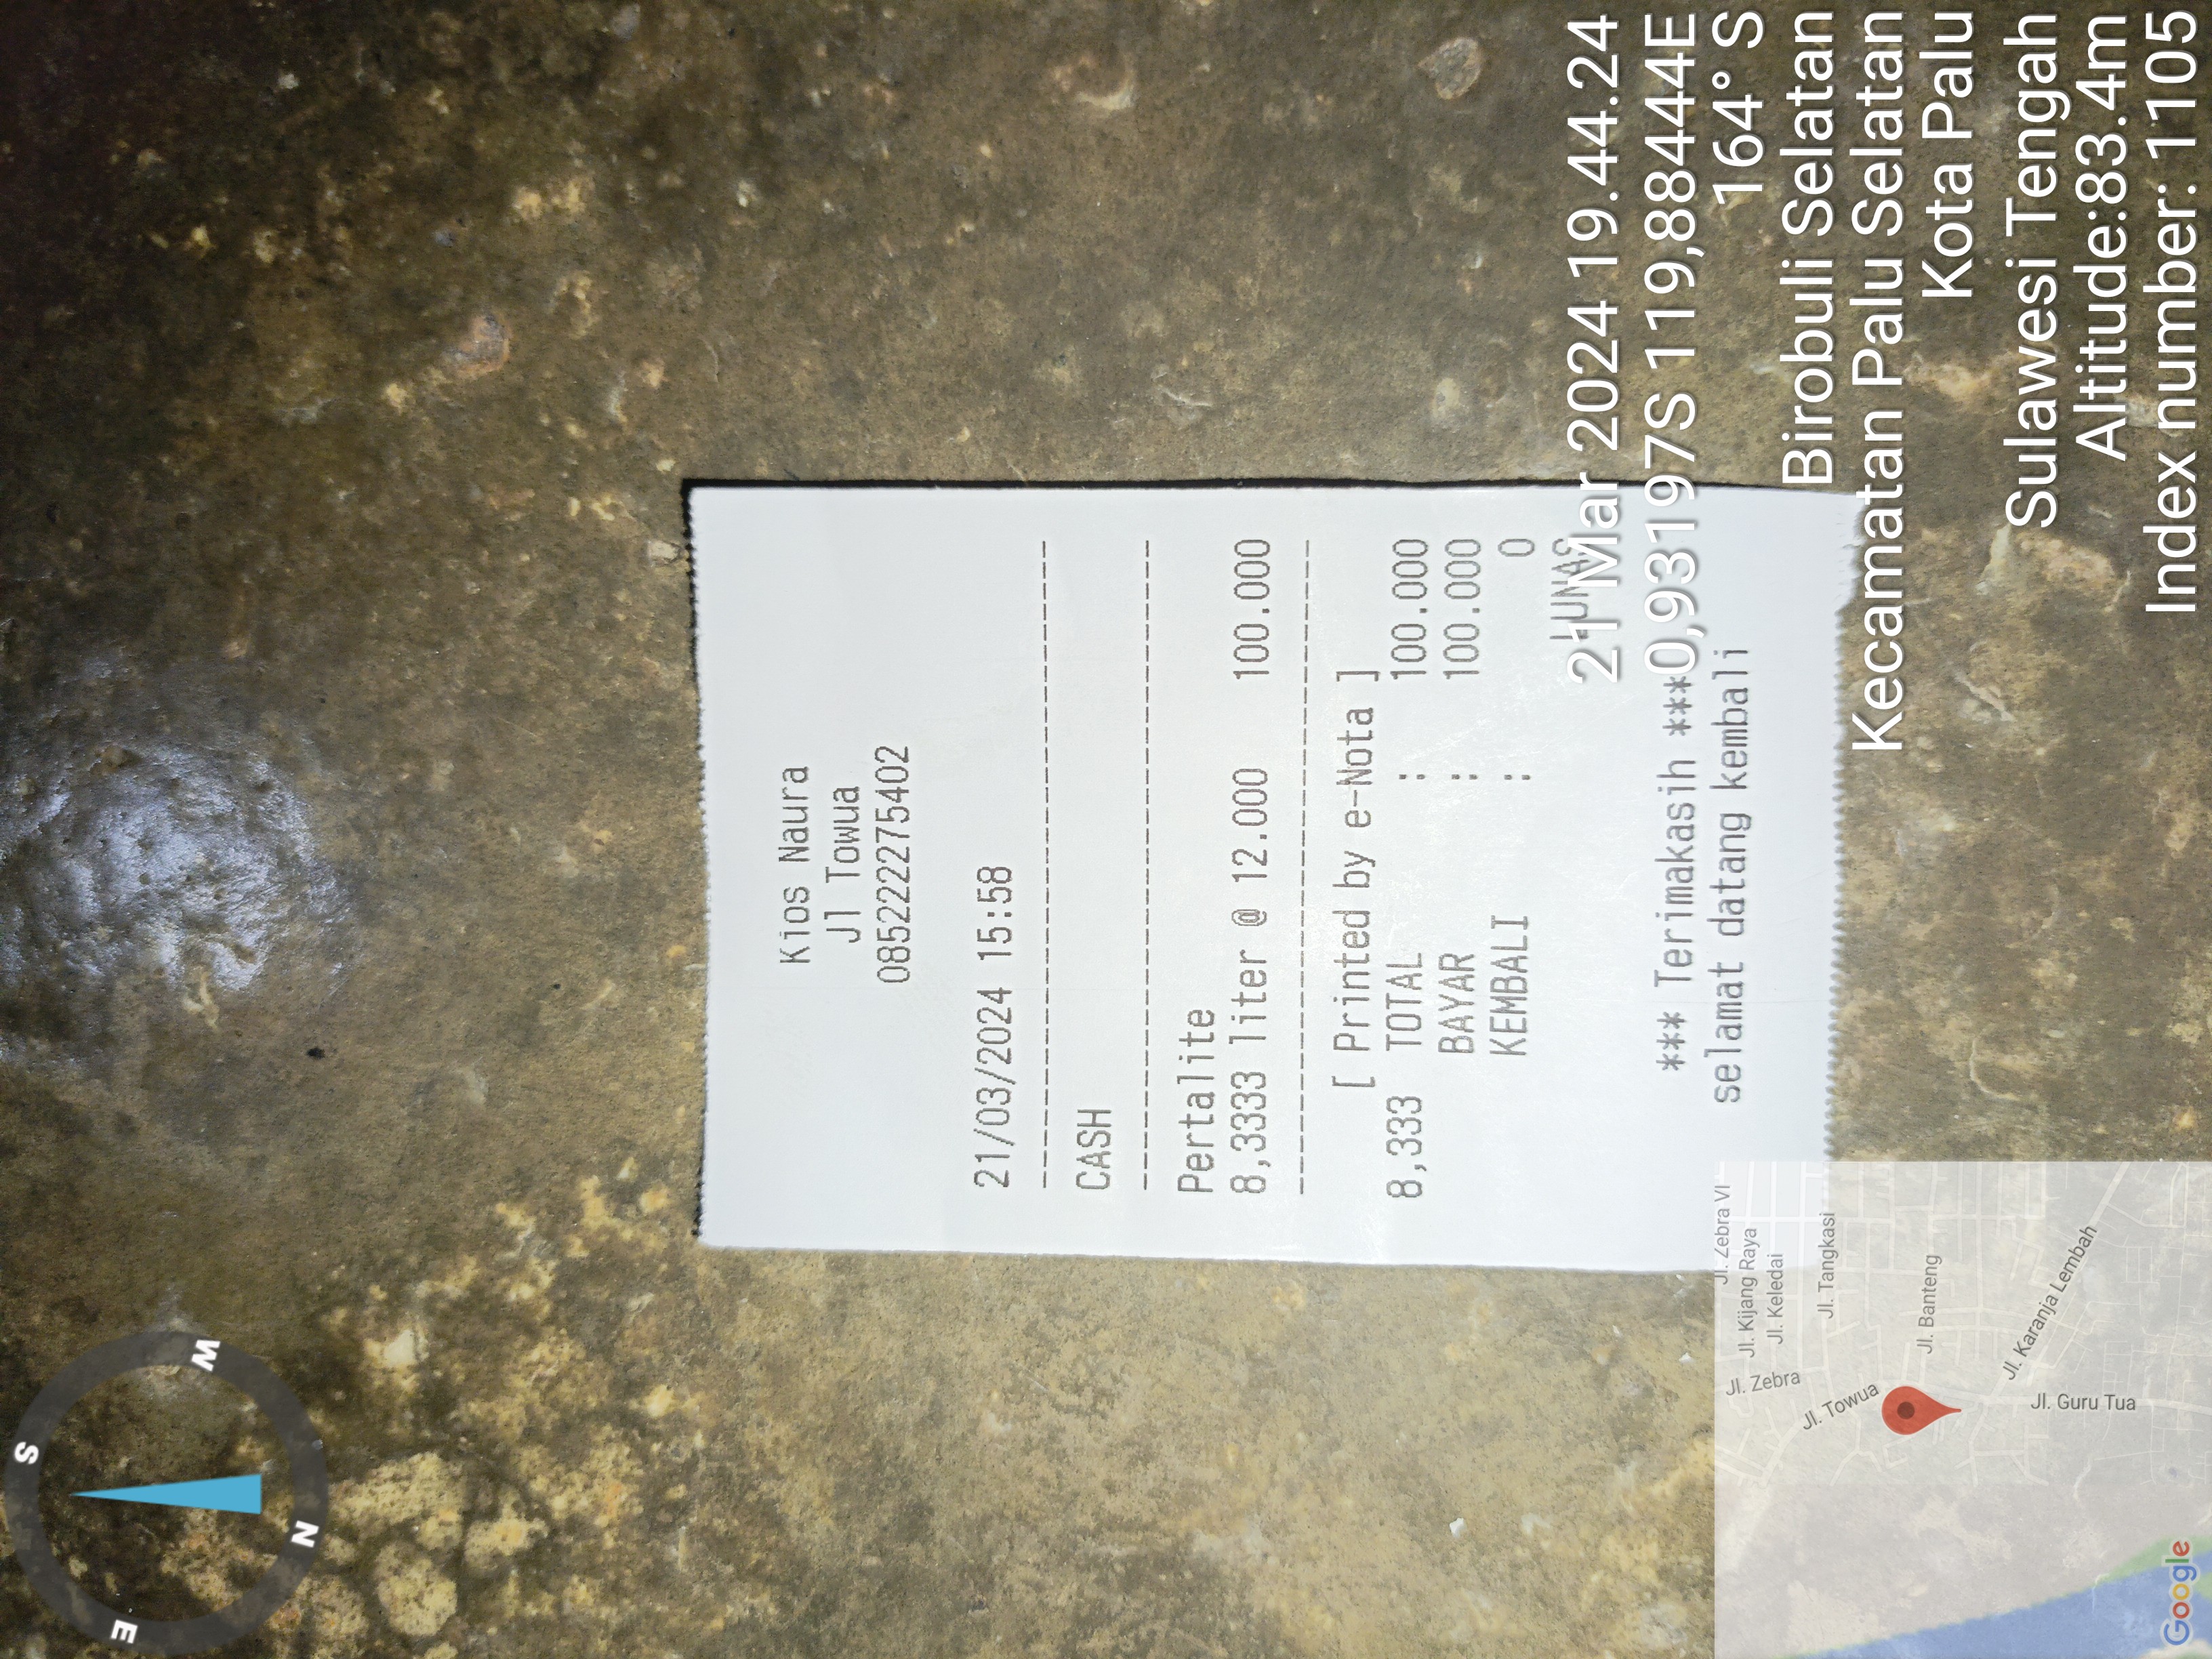 Kios Naura
Jl Towua
085222275402
21/03/2024 15:58
CASH
Pertalite
8,3333 liter @ 12.000 100.000
[ Printed by e-Nota ]
8,333 TOTAL : 100.000
BAYAR : 100.000
KEMBALI : 0
LUNAS
*** Terimakasih ***
selamat datang kembali
21 Mar 2024 19.44.24
0,93197S 119,88444E
164° S
Birobuli Selatan
Kecamatan Palu Selatan
Kota Palu
Sulawesi Tengah
Altitude:83.4m
Index number: 1105
Jl. Zebra VI
Jl. Kijang Raya
Jl. Keledai
Jl. Zebra
Jl. Tangkasi
Jl. Towua
Jl. Banteng
Jl. Karanja Lembah
Jl. Guru Tua
Google
S
W
N
E